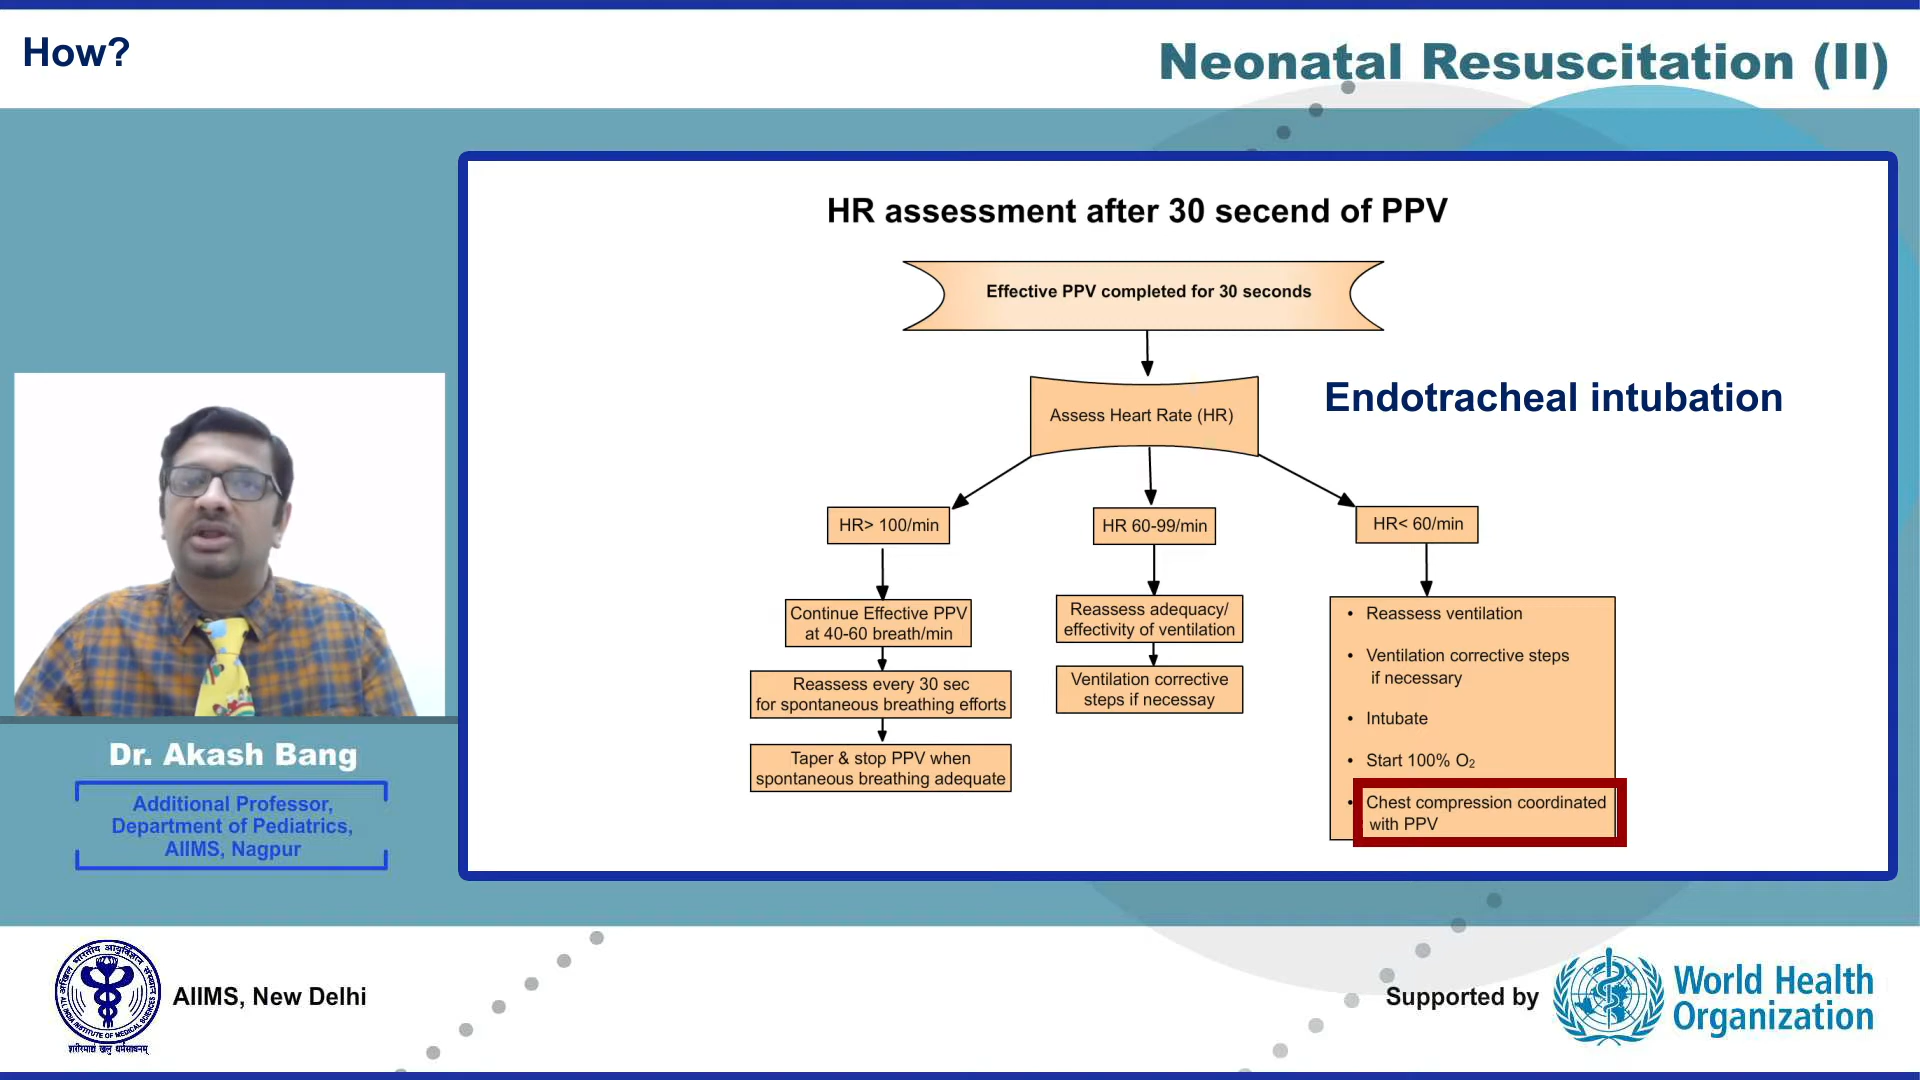 How?
Neonatal Resuscitation (II)
HR assessment after 30 secend of PPV
Effective PPV completed for 30 seconds
Assess Heart Rate (HR)
Endotracheal intubation
HR> 100/min
HR 60-99/min
HR< 60/min
Continue Effective PPV
at 40-60 breath/min
Reassess every 30 sec
for spontaneous breathing efforts
Taper & stop PPV when
spontaneous breathing adequate
Reassess adequacy/
effectivity of ventilation
Ventilation corrective
steps if necessay
• Reassess ventilation
• Ventilation corrective steps
if necessary
• Intubate
• Start 100% O₂
• Chest compression coordinated
with PPV
Dr. Akash Bang
Additional Professor,
Department of Pediatrics,
AIIMS, Nagpur
AIIMS, New Delhi
Supported by
World Health
Organization